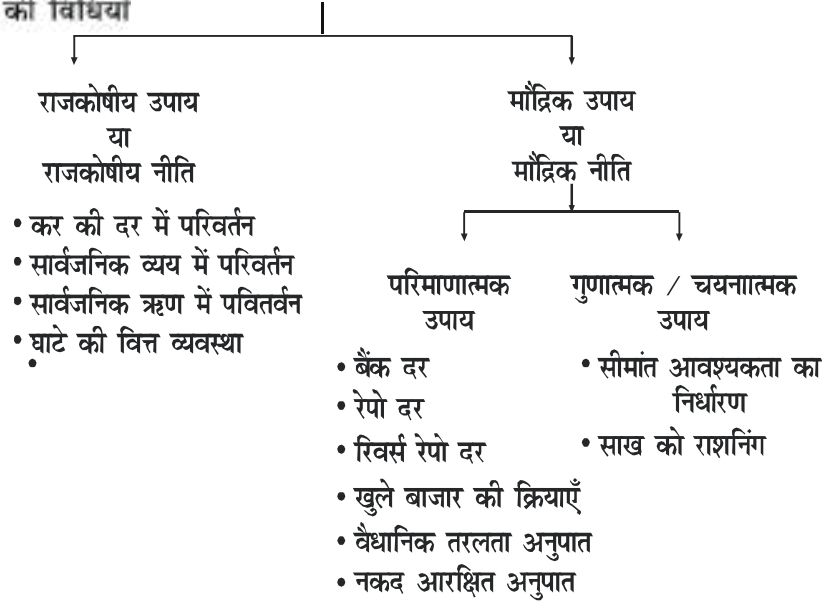 की विधियाँ
राजकोषीय उपाय
या
राजकोषीय नीति
• कर की दर में परिवर्तन
• सार्वजनिक व्यय में परिवर्तन
• सार्वजनिक ऋण में पवितर्वन
• घाटे की वित्त व्यवस्था
•
मौद्रिक उपाय
या
मौद्रिक नीति
परिमाणात्मक
उपाय
• बैंक दर
• रेपो दर
• रिवर्स रेपो दर
• खुले बाजार की क्रियाएँ
• वैधानिक तरलता अनुपात
• नकद आरक्षित अनुपात
गुणात्मक / चयनाात्मक
उपाय
• सीमांत आवश्यकता का
निर्धारण
• साख को राशनिंग